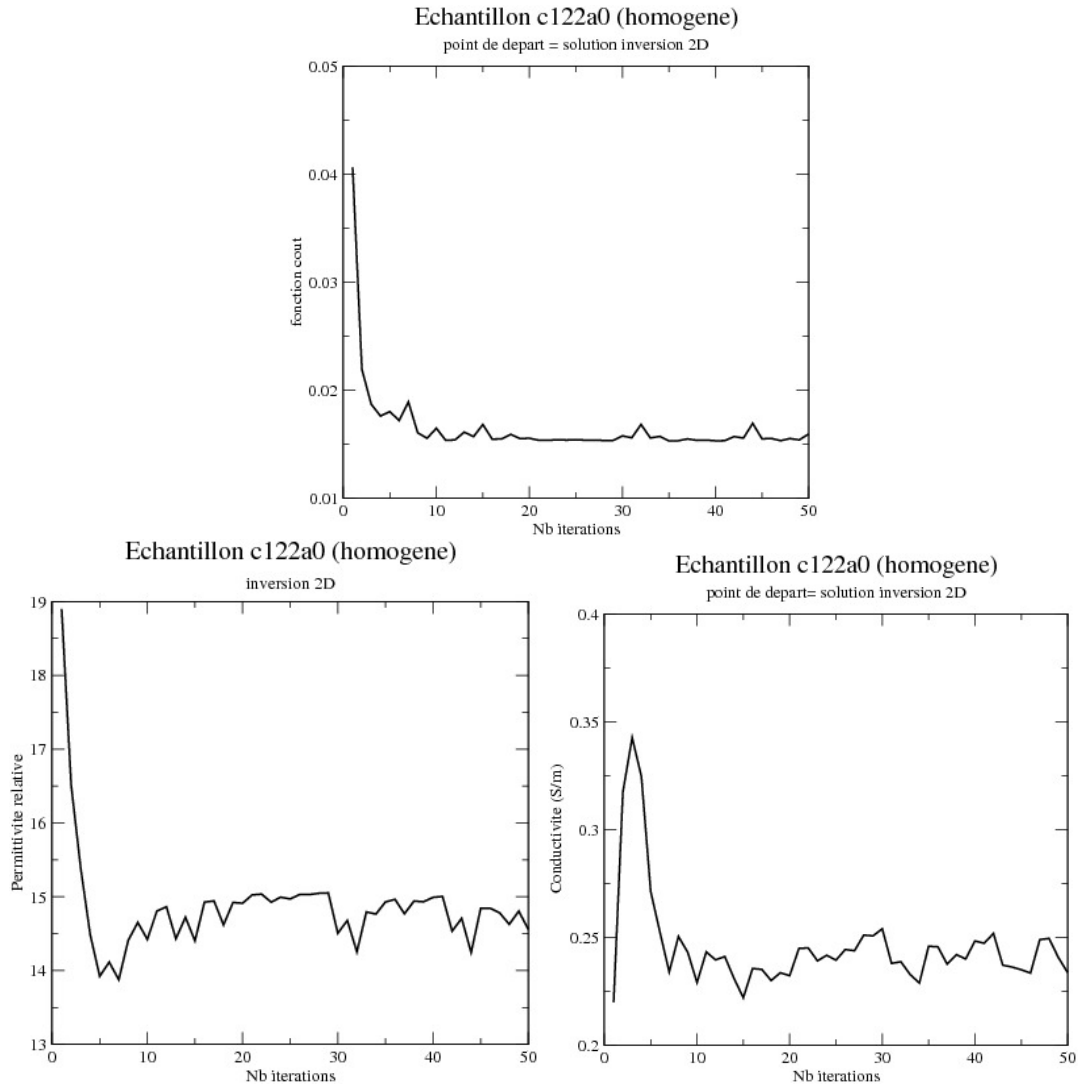 Echantillon c122a0 (homogene)
point de depart = solution inversion 2D
0.05
0.04
0.03
0.02
0.01
fonction cout
0
10
20
30
40
50
Nb iterations
Echantillon c122a0 (homogene)
inversion 2D
19
18
17
16
15
14
13
Permittivite relative
0
10
20
30
40
50
Nb iterations
Echantillon c122a0 (homogene)
point de depart= solution inversion 2D
0.4
0.35
0.3
0.25
0.2
Conductivite (S/m)
0
10
20
30
40
50
Nb iterations